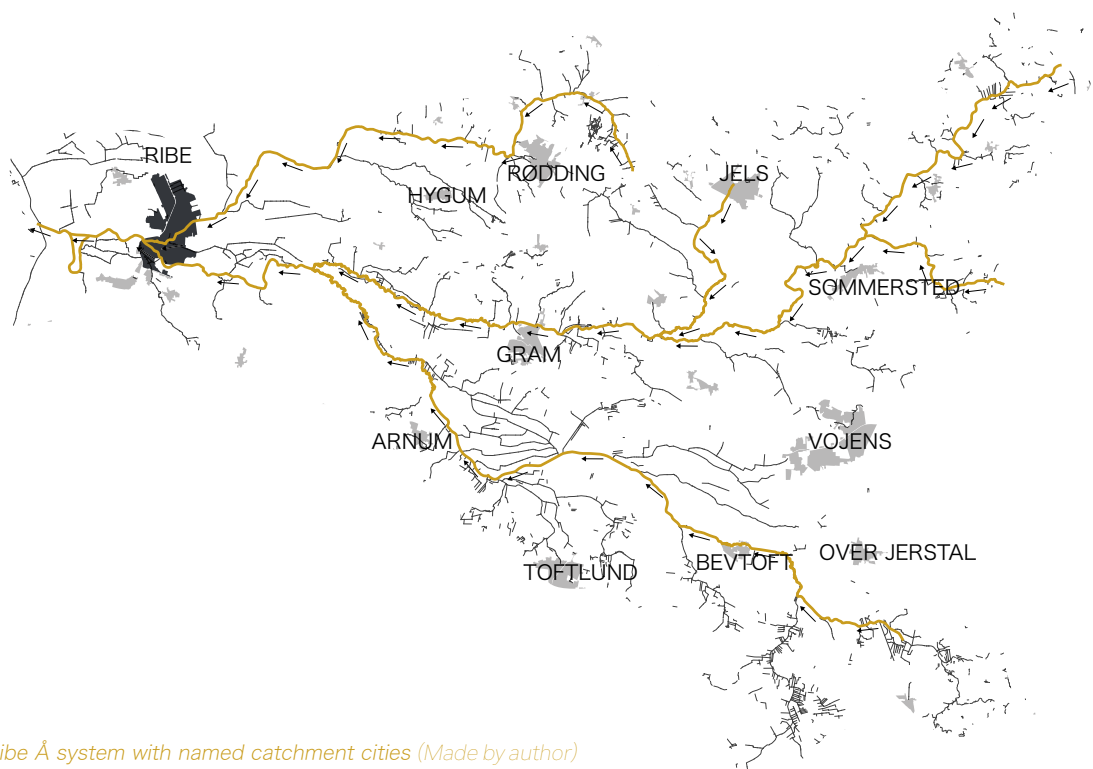 RIBE
RØDDING
JELS
HYGUM
SOMMERSTED
GRAM
ARNUM
VOJENS
OVER JERSTAL
BEVTOFT
TOFTLUND
ibe Å system with named catchment cities (Made by author)